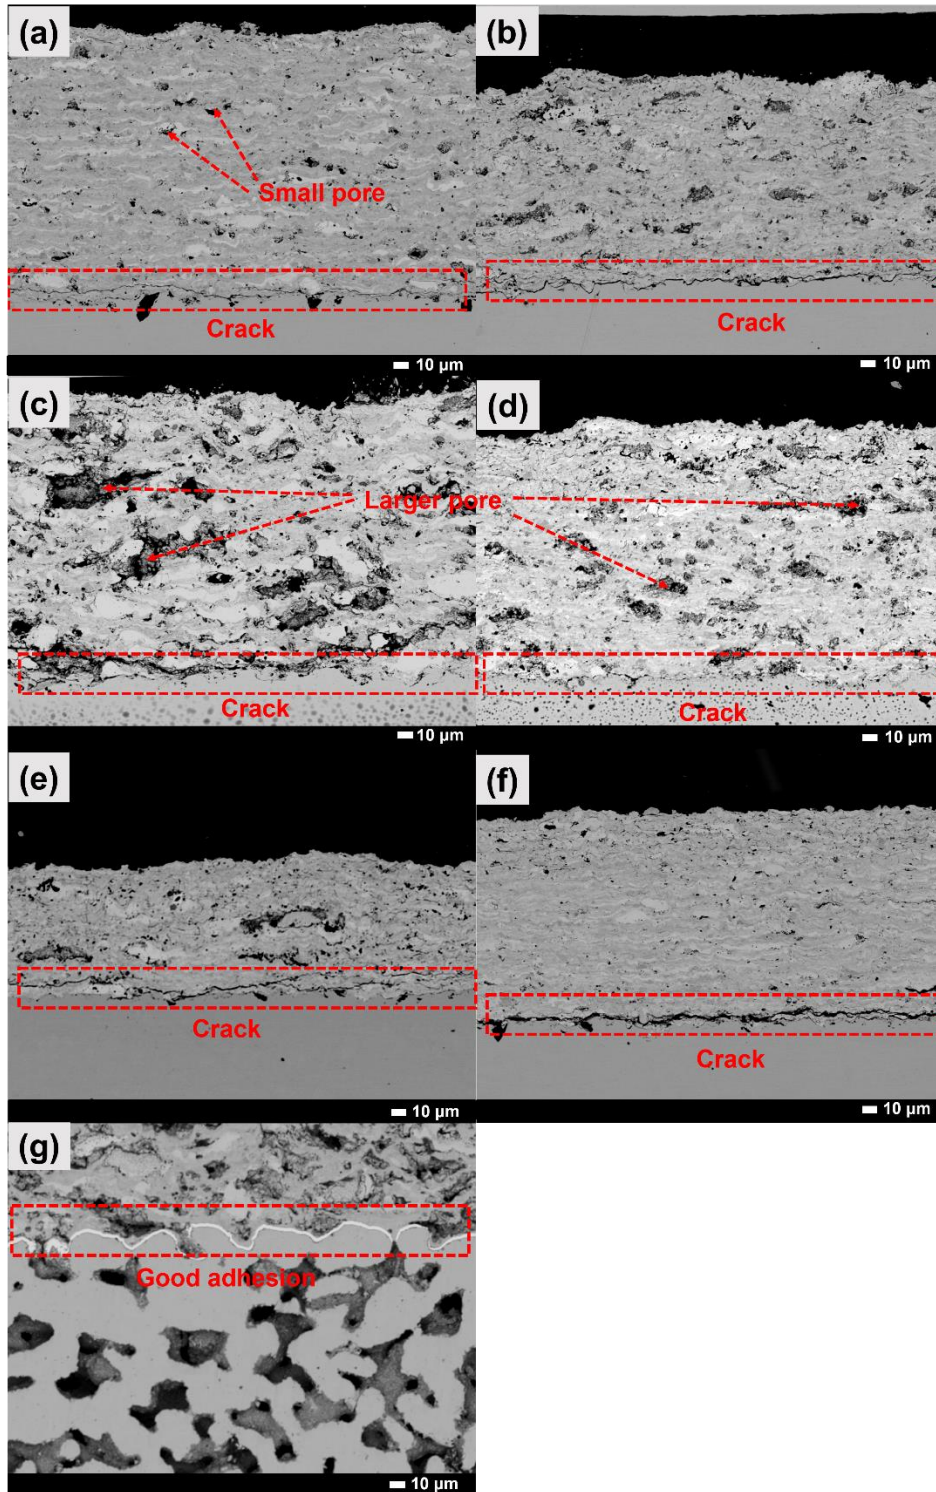 (a)
(b)
Small pore
Crack
Crack
10 µm
10 µm
(c)
(d)
Larger pore
Crack
Crack
10 µm
10 µm
(e)
(f)
Crack
Crack
10 µm
10 µm
(g)
Good adhesion
10 µm